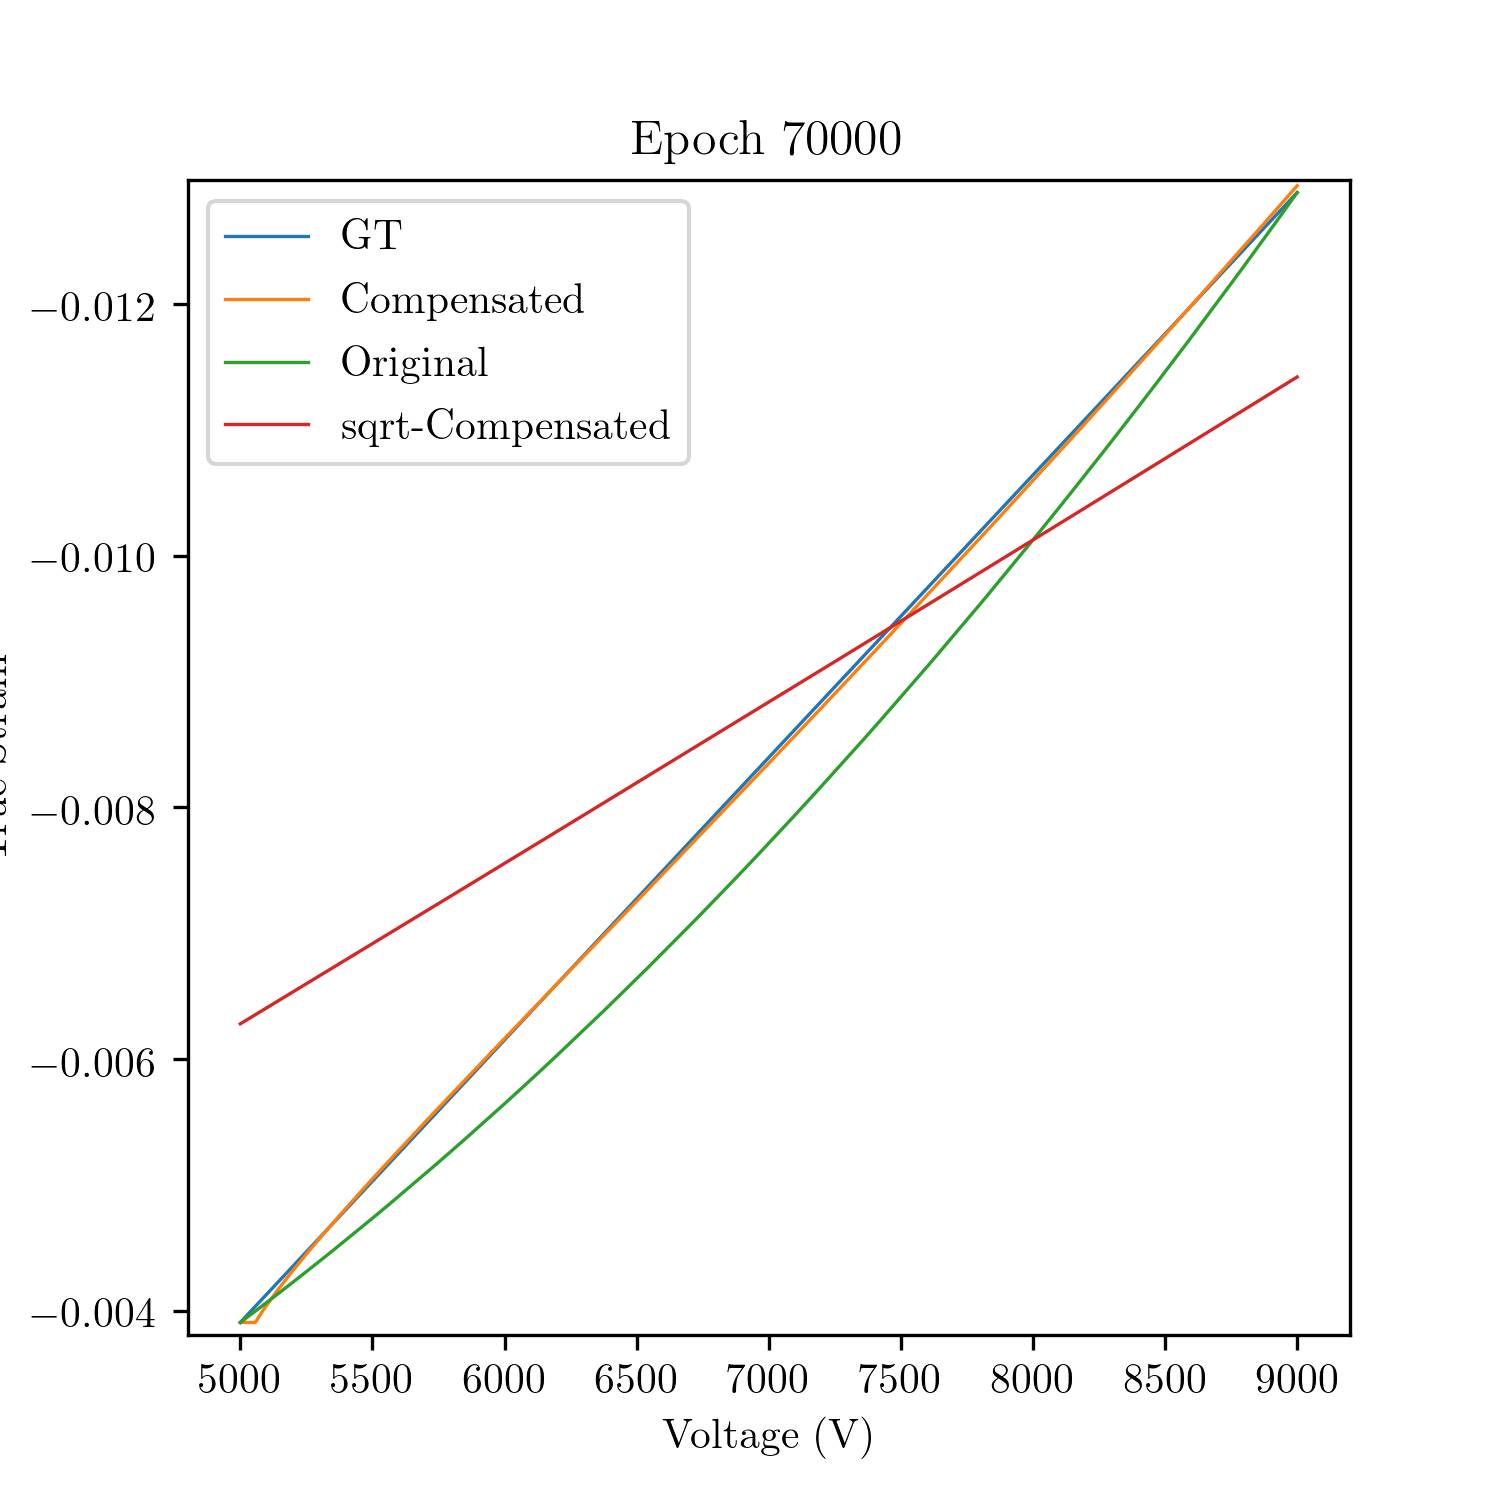 Epoch 70000
GT
Compensated
Original
sqrt-Compensated
−0.012
−0.010
−0.008
−0.006
−0.004
5000 5500 6000 6500 7000 7500 8000 8500 9000
Voltage (V)